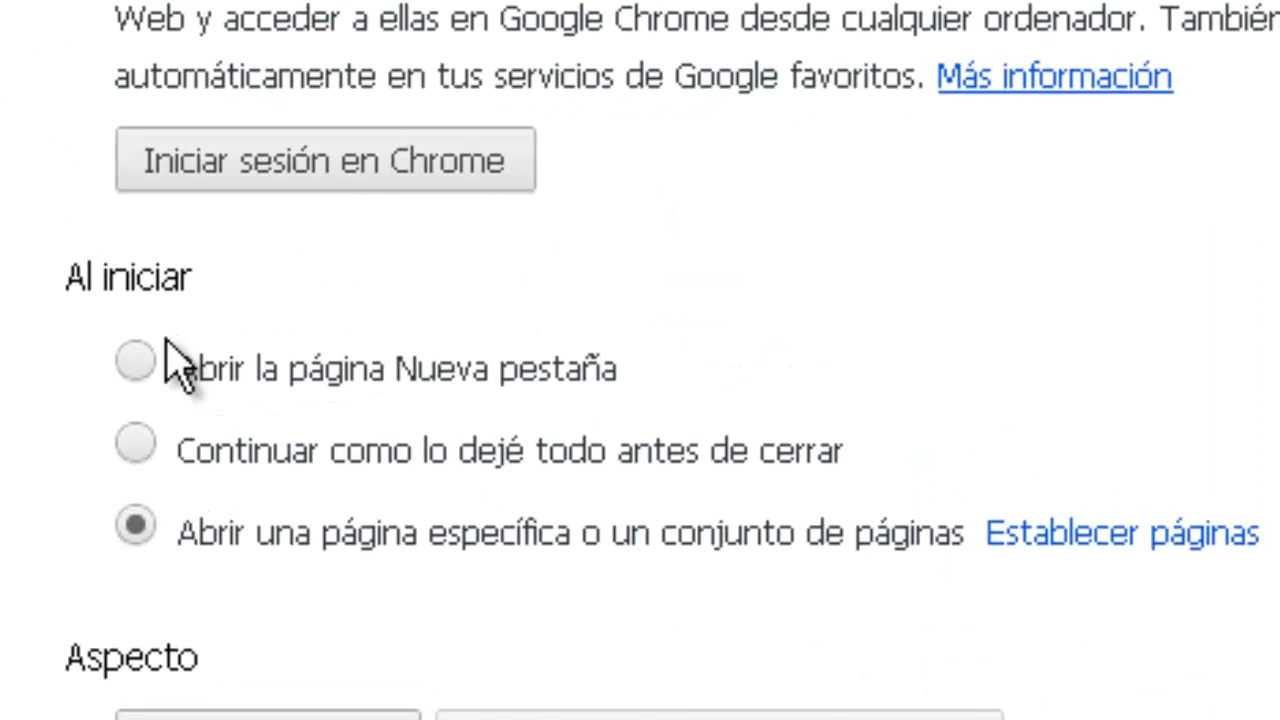 Web y acceder a ellas en Google Chrome desde cualquier ordenador. También
automáticamente en tus servicios de Google favoritos. Más información
Iniciar sesión en Chrome
Al iniciar
Abrir la página Nueva pestaña
Continuar como lo dejé todo antes de cerrar
Abrir una página específica o un conjunto de páginas Establecer páginas
Aspecto